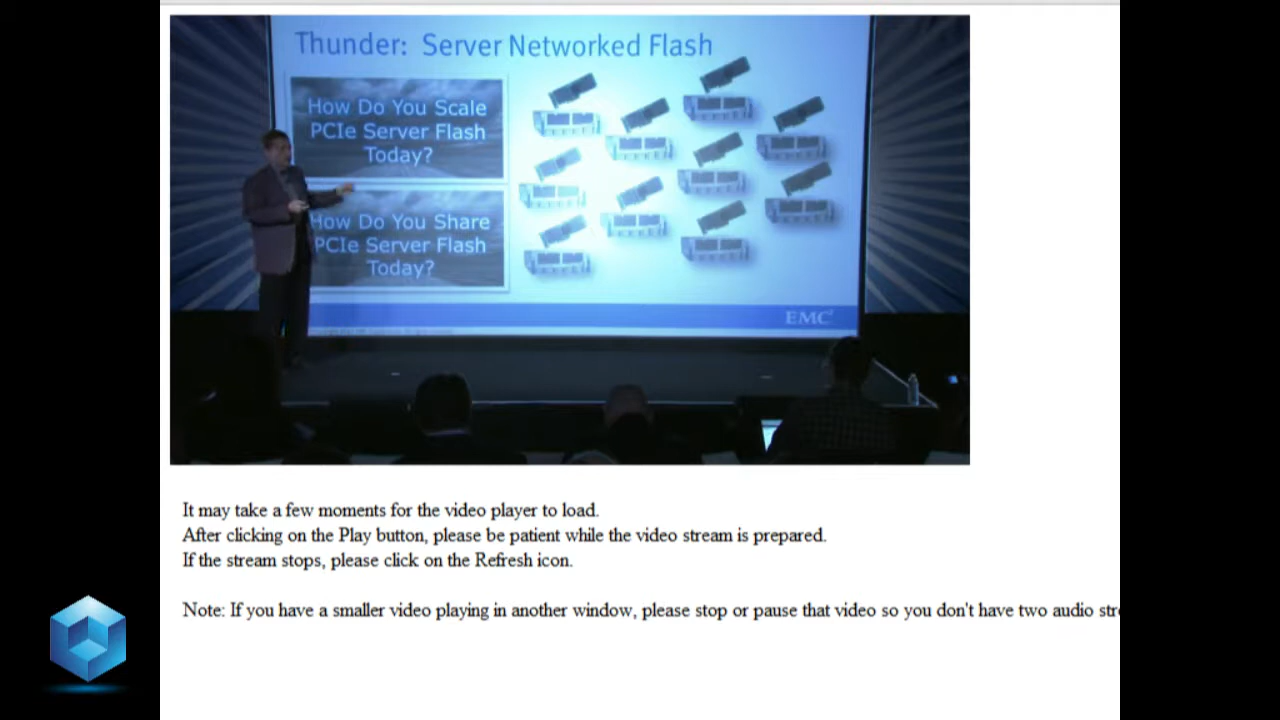 Thunder: Server Networked Flash
How Do You Scale
PCIe Server Flash
Today?
How Do You Share
PCIe Server Flash
Today?
EMC²
It may take a few moments for the video player to load.
After clicking on the Play button, please be patient while the video stream is prepared.
If the stream stops, please click on the Refresh icon.
Note: If you have a smaller video playing in another window, please stop or pause that video so you don't have two audio str